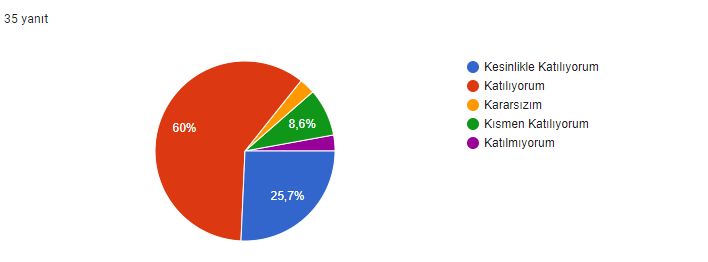 35 yanıt
Kesinlikle Katılıyorum
Katılıyorum
Kararsızım
Kısmen Katılıyorum
Katılmıyorum
60%
8,6%
25,7%